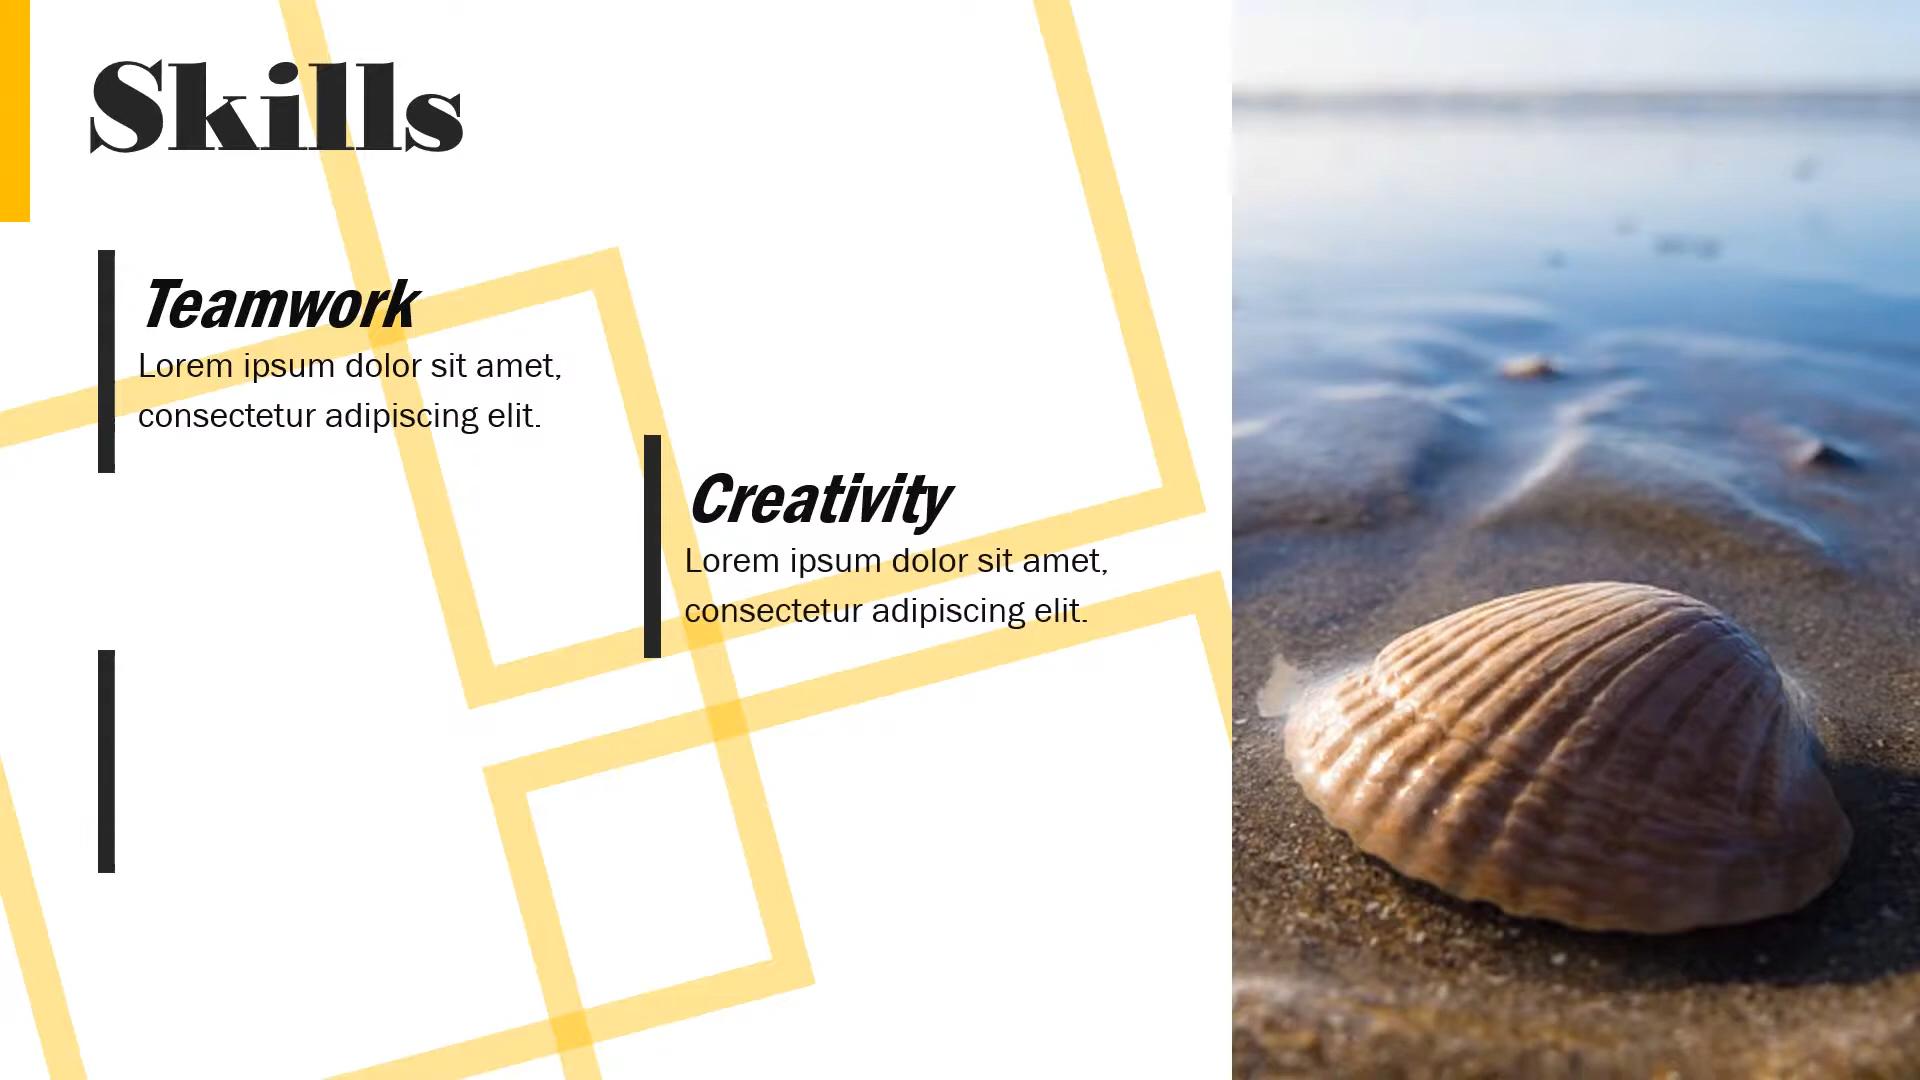 Skills
Teamwork
Lorem ipsum dolor sit amet,
consectetur adipiscing elit.
Creativity
Lorem ipsum dolor sit amet,
consectetur adipiscing elit.